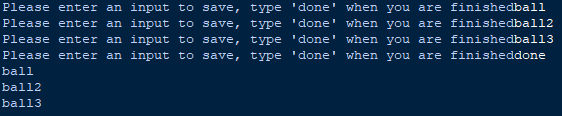 Please enter an input to save, type 'done' when you are finishedball
Please enter an input to save, type 'done' when you are finishedball2
Please enter an input to save, type 'done' when you are finishedball3
Please enter an input to save, type 'done' when you are finisheddone
ball
ball2
ball3